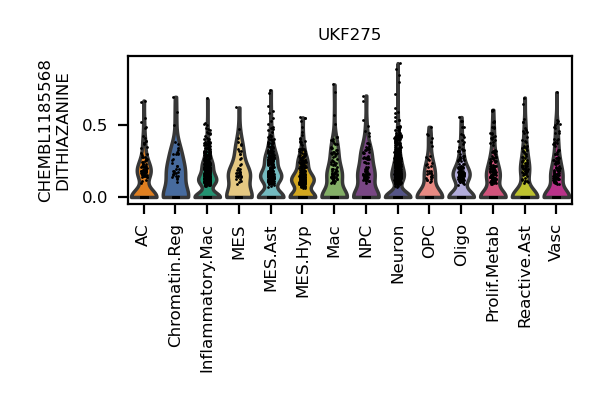 UKF275
CHEMBL1185568
DITHIAZANINE
0.5
0.0
AC
Chromatin.Reg
Inflammatory.Mac
MES
MES.Ast
MES.Hyp
Mac
NPC
Neuron
OPC
Oligo
Prolif.Metab
Reactive.Ast
Vasc